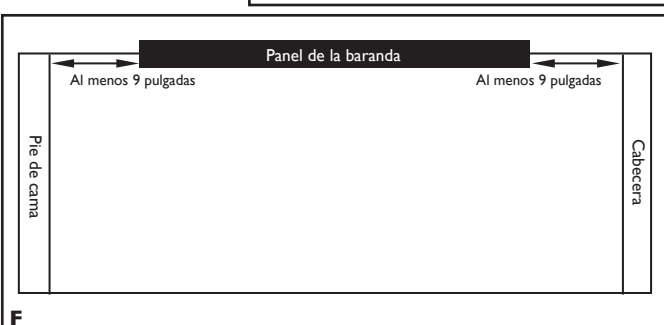 Panel de la baranda
Al menos 9 pulgadas
Al menos 9 pulgadas
Pie de cama
Cabecera
F